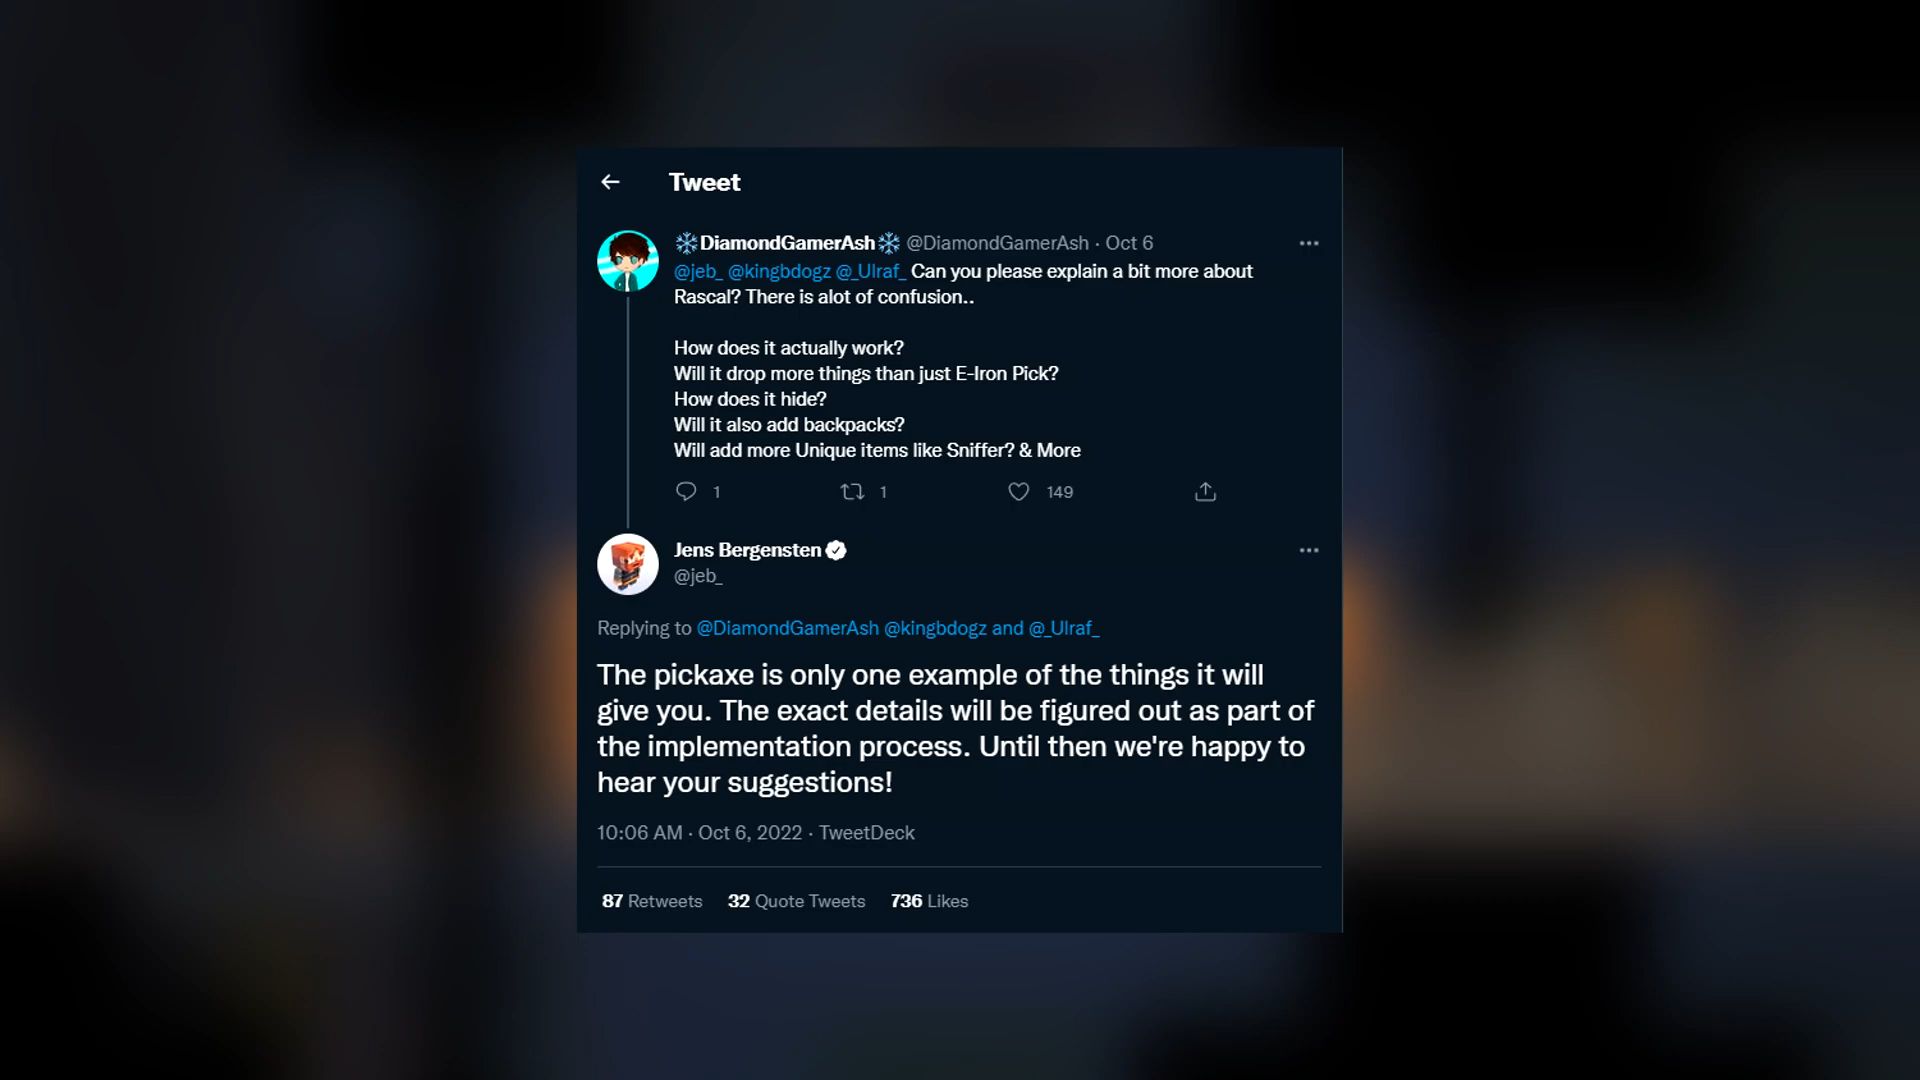 Tweet
❄DiamondGamerAsh❄ @DiamondGamerAsh · Oct 6
@jeb_ @kingbdogz @_Ulraf_ Can you please explain a bit more about
Rascal? There is alot of confusion..
How does it actually work?
Will it drop more things than just E-Iron Pick?
How does it hide?
Will it also add backpacks?
Will add more Unique items like Sniffer? & More
1 1 149
Jens Bergensten
@jeb_
Replying to @DiamondGamerAsh @kingbdogz and @_Ulraf_
The pickaxe is only one example of the things it will
give you. The exact details will be figured out as part of
the implementation process. Until then we're happy to
hear your suggestions!
10:06 AM · Oct 6, 2022 · TweetDeck
87 Retweets 32 Quote Tweets 736 Likes